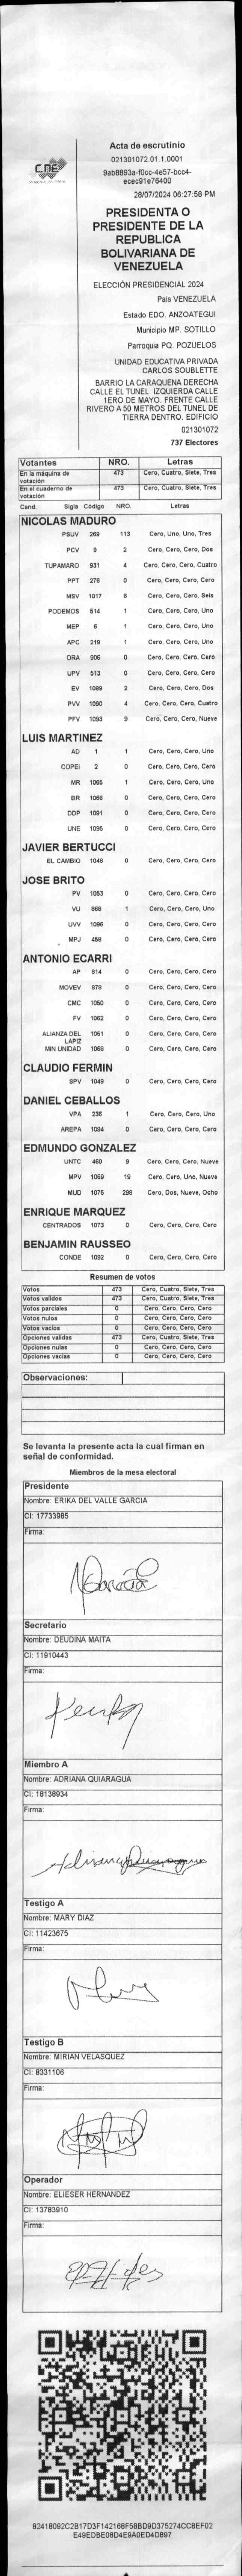 CNE
Acta de escrutinio
021301072.01.1.0001
9ab8893a-f0cc-4e57-bcc4-
ecec91e76400
28/07/2024 06:27:58 PM
PRESIDENTA O
PRESIDENTE DE LA
REPUBLICA
BOLIVARIANA DE
VENEZUELA
ELECCIÓN PRESIDENCIAL 2024
Pais VENEZUELA
Estado EDO. ANZOATEGUI
Municipio MP. SOTILLO
Parroquia PQ. POZUELOS
UNIDAD EDUCATIVA PRIVADA
CARLOS SOUBLETTE
BARRIO LA CARAQUENA DERECHA
CALLE EL TUNEL. IZQUIERDA CALLE
1ERO DE MAYO. FRENTE CALLE
RIVERO A 50 METROS DEL TUNEL DE
TIERRA DENTRO. EDIFICIO
021301072
737 Electores
Votantes NRO. Letras
En la máquina de votación 473 Cero, Cuatro, Siete, Tres
En el cuaderno de votación 473 Cero, Cuatro, Siete, Tres
Cand. Sigla Código NRO. Letras
NICOLAS MADURO
PSUV 269 113 Cero, Uno, Uno, Tres
PCV 9 2 Cero, Cero, Cero, Dos
TUPAMARO 931 4 Cero, Cero, Cero, Cuatro
PPT 276 0 Cero, Cero, Cero, Cero
MSV 1017 6 Cero, Cero, Cero, Seis
PODEMOS 514 1 Cero, Cero, Cero, Uno
MEP 6 1 Cero, Cero, Cero, Uno
APC 219 1 Cero, Cero, Cero, Uno
ORA 906 0 Cero, Cero, Cero, Cero
UPV 513 0 Cero, Cero, Cero, Cero
EV 1089 2 Cero, Cero, Cero, Dos
PVV 1090 4 Cero, Cero, Cero, Cuatro
PFV 1093 9 Cero, Cero, Cero, Nueve
LUIS MARTINEZ
AD 1 1 Cero, Cero, Cero, Uno
COPEI 2 0 Cero, Cero, Cero, Cero
MR 1065 1 Cero, Cero, Cero, Uno
BR 1066 0 Cero, Cero, Cero, Cero
DDP 1091 0 Cero, Cero, Cero, Cero
UNE 1095 0 Cero, Cero, Cero, Cero
JAVIER BERTUCCI
EL CAMBIO 1048 0 Cero, Cero, Cero, Cero
JOSE BRITO
PV 1053 0 Cero, Cero, Cero, Cero
VU 868 1 Cero, Cero, Cero, Uno
UVV 1096 0 Cero, Cero, Cero, Cero
MPJ 458 0 Cero, Cero, Cero, Cero
ANTONIO ECARRI
AP 814 0 Cero, Cero, Cero, Cero
MOVEV 878 0 Cero, Cero, Cero, Cero
CMC 1050 0 Cero, Cero, Cero, Cero
FV 1062 0 Cero, Cero, Cero, Cero
ALIANZA DEL LAPIZ 1051 0 Cero, Cero, Cero, Cero
MIN UNIDAD 1068 0 Cero, Cero, Cero, Cero
CLAUDIO FERMIN
SPV 1049 0 Cero, Cero, Cero, Cero
DANIEL CEBALLOS
VPA 236 1 Cero, Cero, Cero, Uno
AREPA 1094 0 Cero, Cero, Cero, Cero
EDMUNDO GONZALEZ
UNTC 460 9 Cero, Cero, Cero, Nueve
MPV 1069 19 Cero, Cero, Uno, Nueve
MUD 1075 298 Cero, Dos, Nueve, Ocho
ENRIQUE MARQUEZ
CENTRADOS 1073 0 Cero, Cero, Cero, Cero
BENJAMIN RAUSSEO
CONDE 1092 0 Cero, Cero, Cero, Cero
Resumen de votos
Votos 473 Cero, Cuatro, Siete, Tres
Votos validos 473 Cero, Cuatro, Siete, Tres
Votos parciales 0 Cero, Cero, Cero, Cero
Votos nulos 0 Cero, Cero, Cero, Cero
Votos vacios 0 Cero, Cero, Cero, Cero
Opciones validas 473 Cero, Cuatro, Siete, Tres
Opciones nulas 0 Cero, Cero, Cero, Cero
Opciones vacias 0 Cero, Cero, Cero, Cero
Observaciones:
Se levanta la presente acta la cual firman en
señal de conformidad.
Miembros de la mesa electoral
Presidente
Nombre: ERIKA DEL VALLE GARCIA
CI: 17733985
Firma:
Secretario
Nombre: DEUDINA MAITA
CI: 11910443
Firma:
Miembro A
Nombre: ADRIANA QUIARAGUA
CI: 18138934
Firma:
Testigo A
Nombre: MARY DIAZ
CI: 11423675
Firma:
Testigo B
Nombre: MIRIAN VELASQUEZ
CI: 8331106
Firma:
Operador
Nombre: ELIESER HERNANDEZ
CI: 13783910
Firma:
82418092C2B17D3F142168F58BD9D375274CC8EF02
E49EDBE08D4E9A0ED4D897